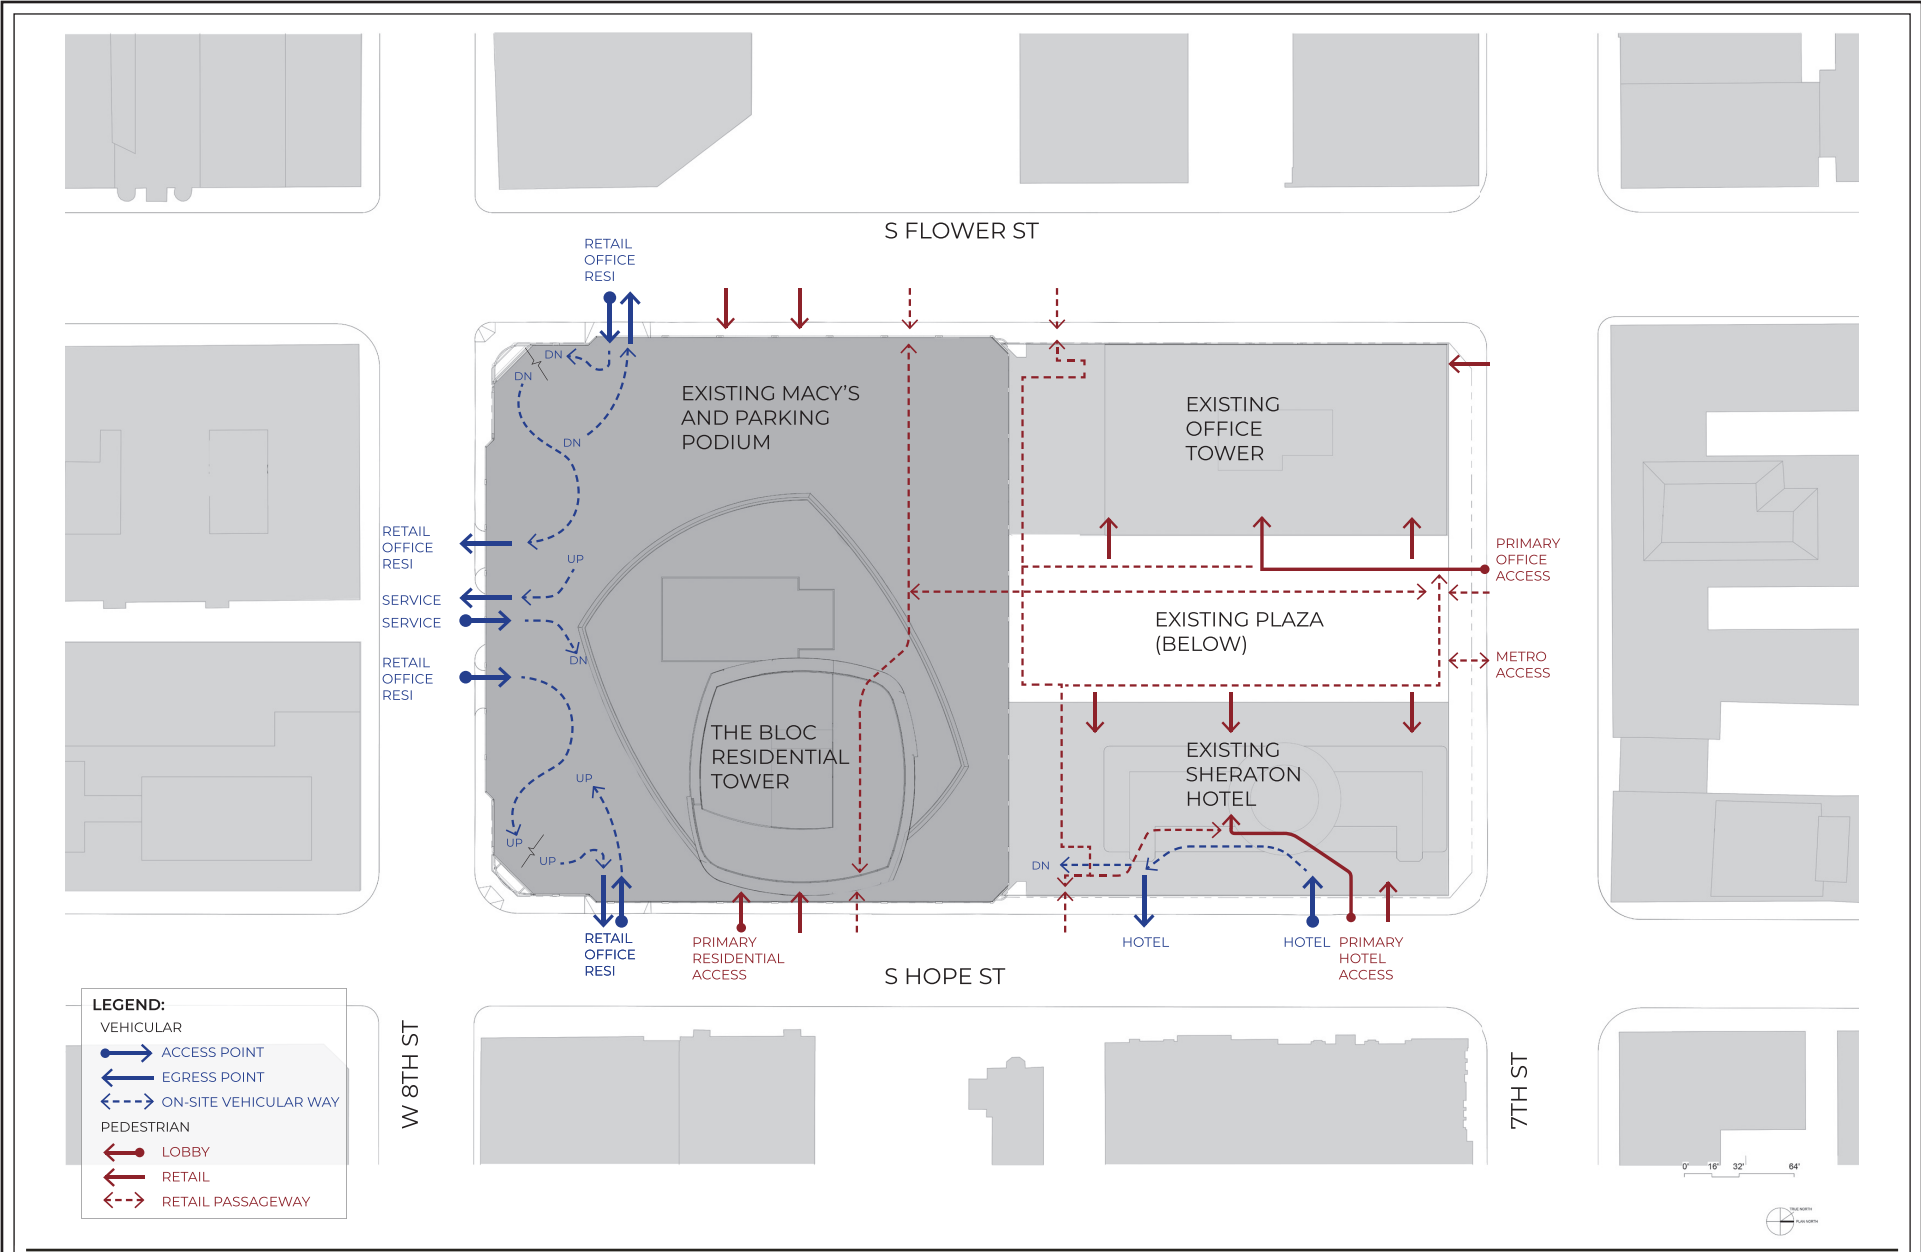 S FLOWER ST
RETAIL
OFFICE
RESI
DN
DN
DN
EXISTING MACY'S
AND PARKING
PODIUM
EXISTING
OFFICE
TOWER
RETAIL
OFFICE
RESI
UP
SERVICE
SERVICE
DN
RETAIL
OFFICE
RESI
PRIMARY
OFFICE
ACCESS
EXISTING PLAZA
(BELOW)
METRO
ACCESS
THE BLOC
RESIDENTIAL
TOWER
EXISTING
SHERATON
HOTEL
UP
UP
UP
DN
RETAIL
OFFICE
RESI
PRIMARY
RESIDENTIAL
ACCESS
HOTEL
HOTEL
PRIMARY
HOTEL
ACCESS
S HOPE ST
W 8TH ST
7TH ST
LEGEND:
VEHICULAR
ACCESS POINT
EGRESS POINT
ON-SITE VEHICULAR WAY
PEDESTRIAN
LOBBY
RETAIL
RETAIL PASSAGEWAY
0' 16' 32' 64'
TRUE NORTH
PLAN NORTH